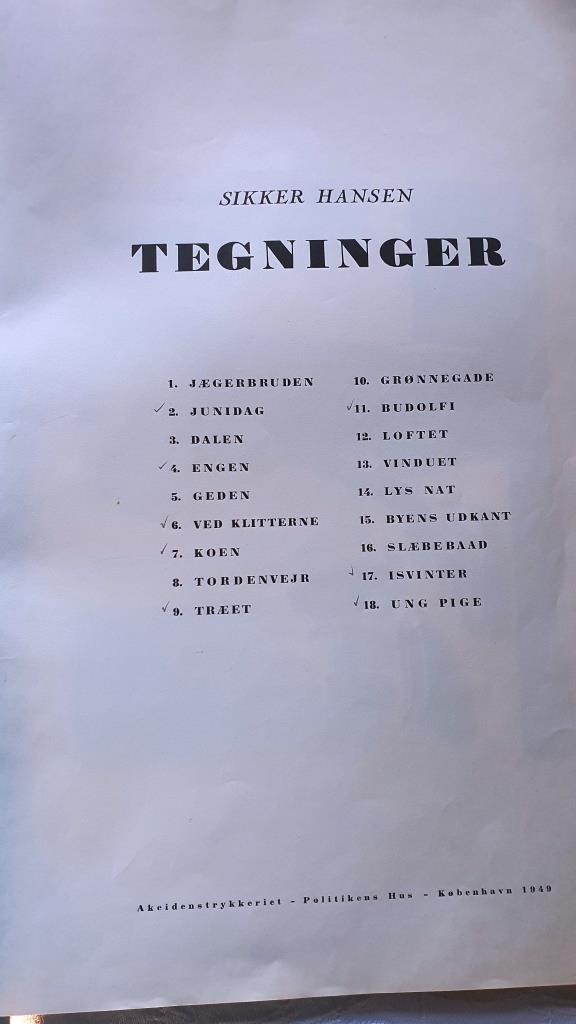 SIKKER HANSEN
TEGNINGER
1. JÆGERBRUDEN
✓ 2. JUNIDAG
3. DALEN
✓ 4. ENGEN
5. GEDEN
✓ 6. VED KLITTERNE
✓ 7. KOEN
8. TORDENVEJR
✓ 9. TRÆET
10. GRØNNEGADE
✓ 11. BUDOLFI
12. LOFTET
13. VINDUET
14. LYS NAT
15. BYENS UDKANT
16. SLÆBEBAAD
✓ 17. ISVINTER
✓ 18. UNG PIGE
Akcidenstrykkeriet - Politikens Hus - København 1949